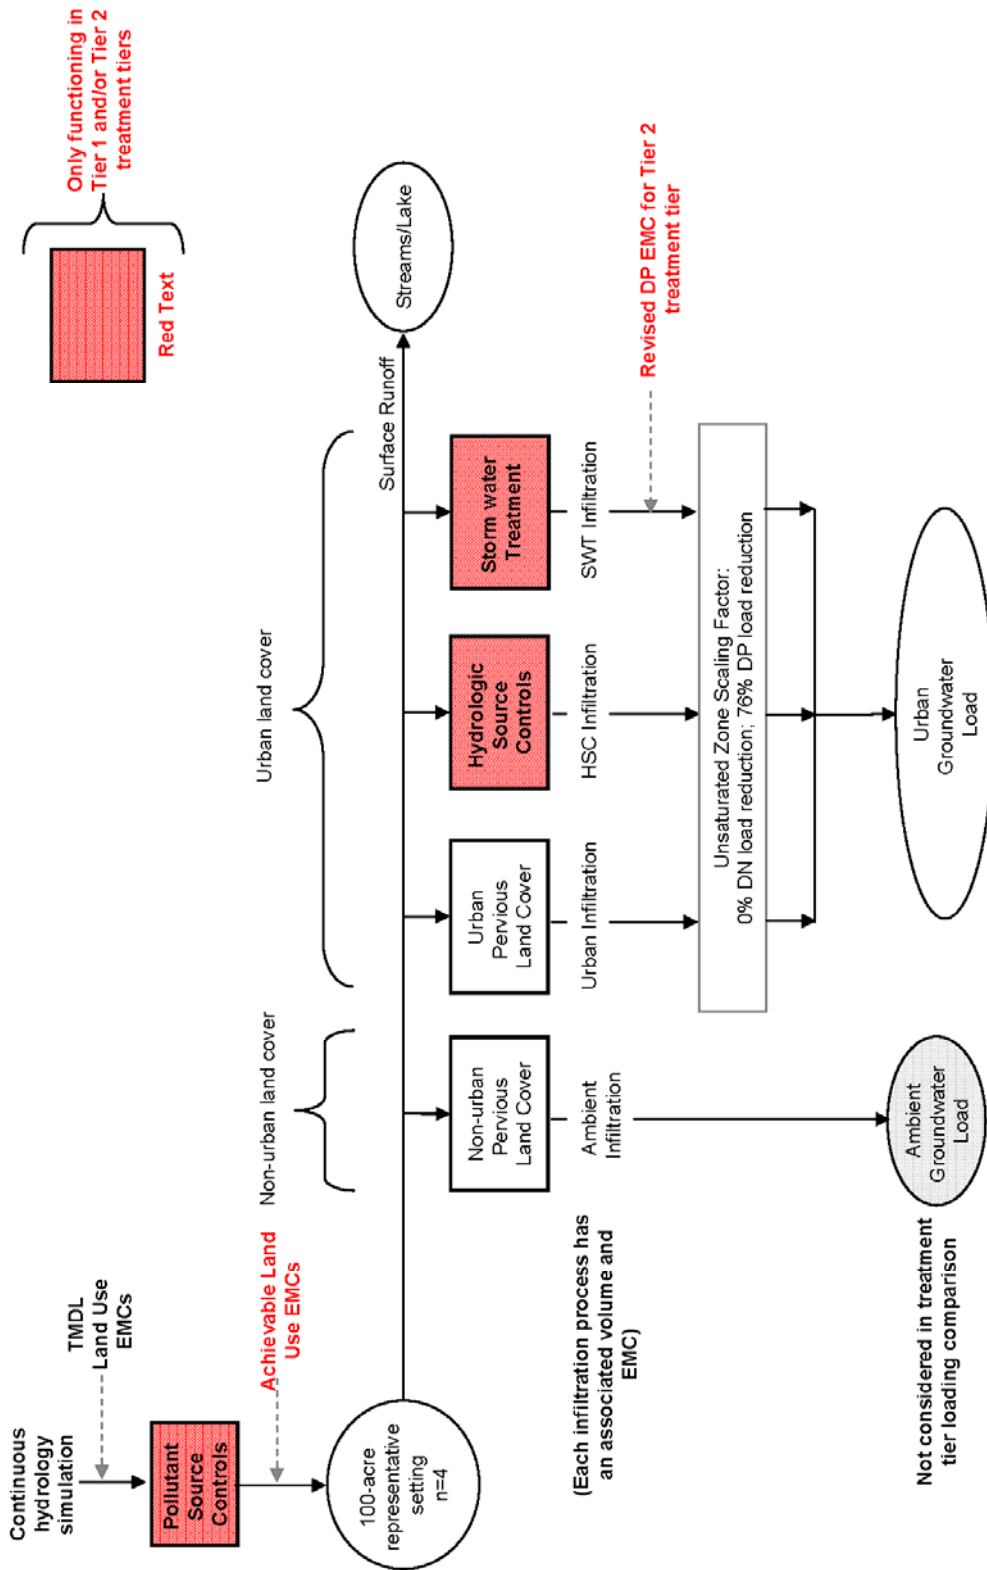 Continuous
hydrology
simulation
TMDL
Land Use
EMCs
Pollutant
Source
Controls
Achievable Land
Use EMCs
100-acre
representative
setting
n=4
Non-urban land cover
Urban land cover
Surface Runoff
Streams/Lake
Red Text
Only functioning in
Tier 1 and/or Tier 2
treatment tiers
Non-urban
Pervious
Land Cover
Urban
Pervious
Land Cover
Hydrologic
Source
Controls
Storm water
Treatment
(Each infiltration process has
an associated volume and
EMC)
Ambient
Infiltration
Urban Infiltration
HSC Infiltration
SWT Infiltration
Revised DP EMC for Tier 2
treatment tier
Unsaturated Zone Scaling Factor:
0% DN load reduction; 76% DP load reduction
Not considered in treatment
tier loading comparison
Ambient
Groundwater
Load
Urban
Groundwater
Load